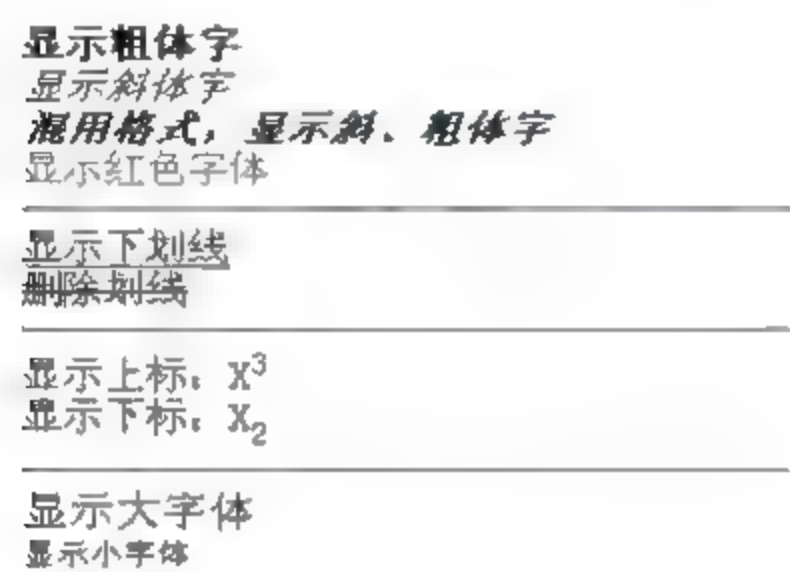 显示粗体字
显示斜体字
混用格式，显示斜、粗体字
显示红色字体
显示下划线
删除划线
显示上标：X³
显示下标：X₂
显示大字体
显示小字体